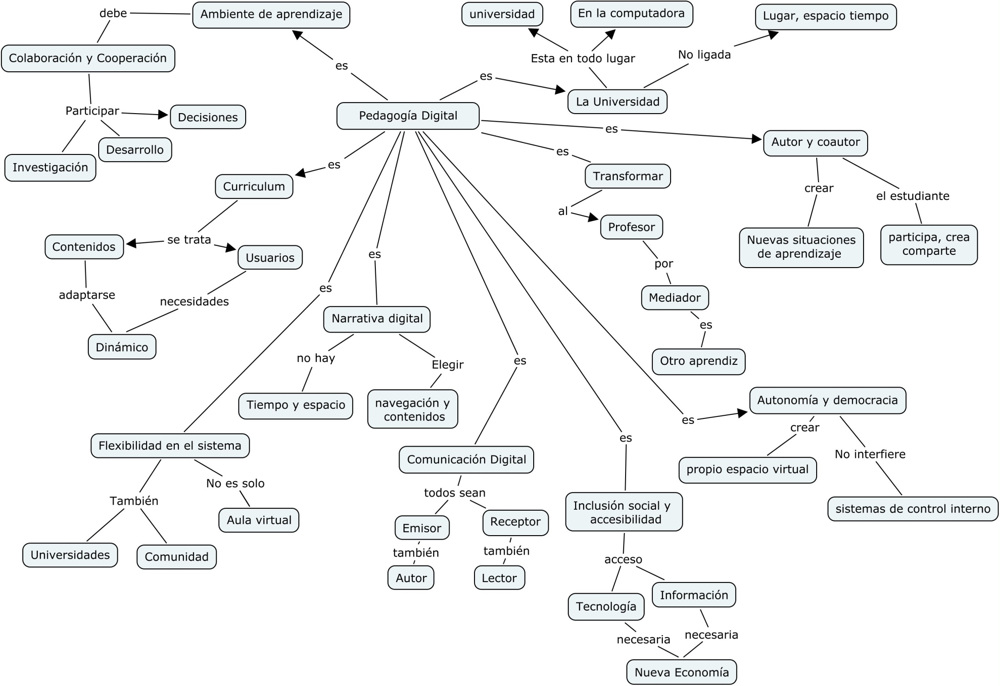 debe
Ambiente de aprendizaje
universidad
En la computadora
Lugar, espacio tiempo
Colaboración y Cooperación
es
Esta en todo lugar
No ligada
es
Participar
Decisiones
Pedagogía Digital
La Universidad
Desarrollo
Investigación
es
Autor y coautor
es
Transformar
es
Curriculum
crear
el estudiante
al
Profesor
se trata
Contenidos
Usuarios
Nuevas situaciones
de aprendizaje
participa, crea
comparte
es
por
adaptarse
necesidades
es
Mediador
Narrativa digital
es
Dinámico
no hay
Elegir
es
Otro aprendiz
Tiempo y espacio
navegación y
contenidos
Autonomía y democracia
es
crear
es
Flexibilidad en el sistema
Comunicación Digital
No interfiere
propio espacio virtual
No es solo
También
todos sean
Inclusión social y
accesibilidad
sistemas de control interno
Aula virtual
Emisor
Receptor
Universidades
Comunidad
también
también
acceso
Autor
Lector
Tecnología
Información
necesaria
necesaria
Nueva Economía